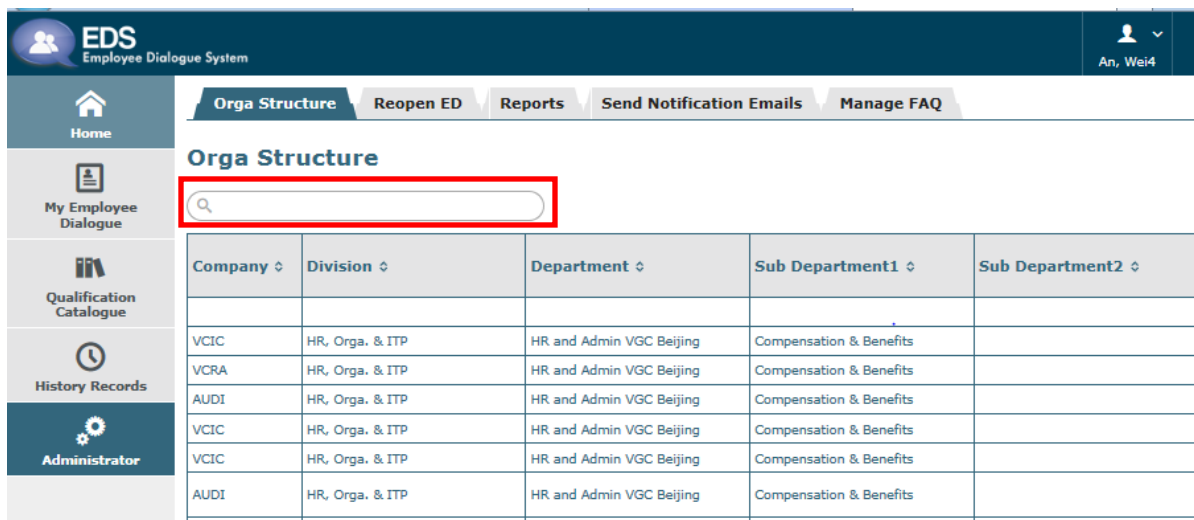 EDS
Employee Dialogue System
An, Wei4
Home
My Employee
Dialogue
Qualification
Catalogue
History Records
Administrator
Orga Structure Reopen ED Reports Send Notification Emails Manage FAQ
Orga Structure
Company Division Department Sub Department1 Sub Department2
VCIC HR, Orga. & ITP HR and Admin VGC Beijing Compensation & Benefits
VCRA HR, Orga. & ITP HR and Admin VGC Beijing Compensation & Benefits
AUDI HR, Orga. & ITP HR and Admin VGC Beijing Compensation & Benefits
VCIC HR, Orga. & ITP HR and Admin VGC Beijing Compensation & Benefits
VCIC HR, Orga. & ITP HR and Admin VGC Beijing Compensation & Benefits
AUDI HR, Orga. & ITP HR and Admin VGC Beijing Compensation & Benefits